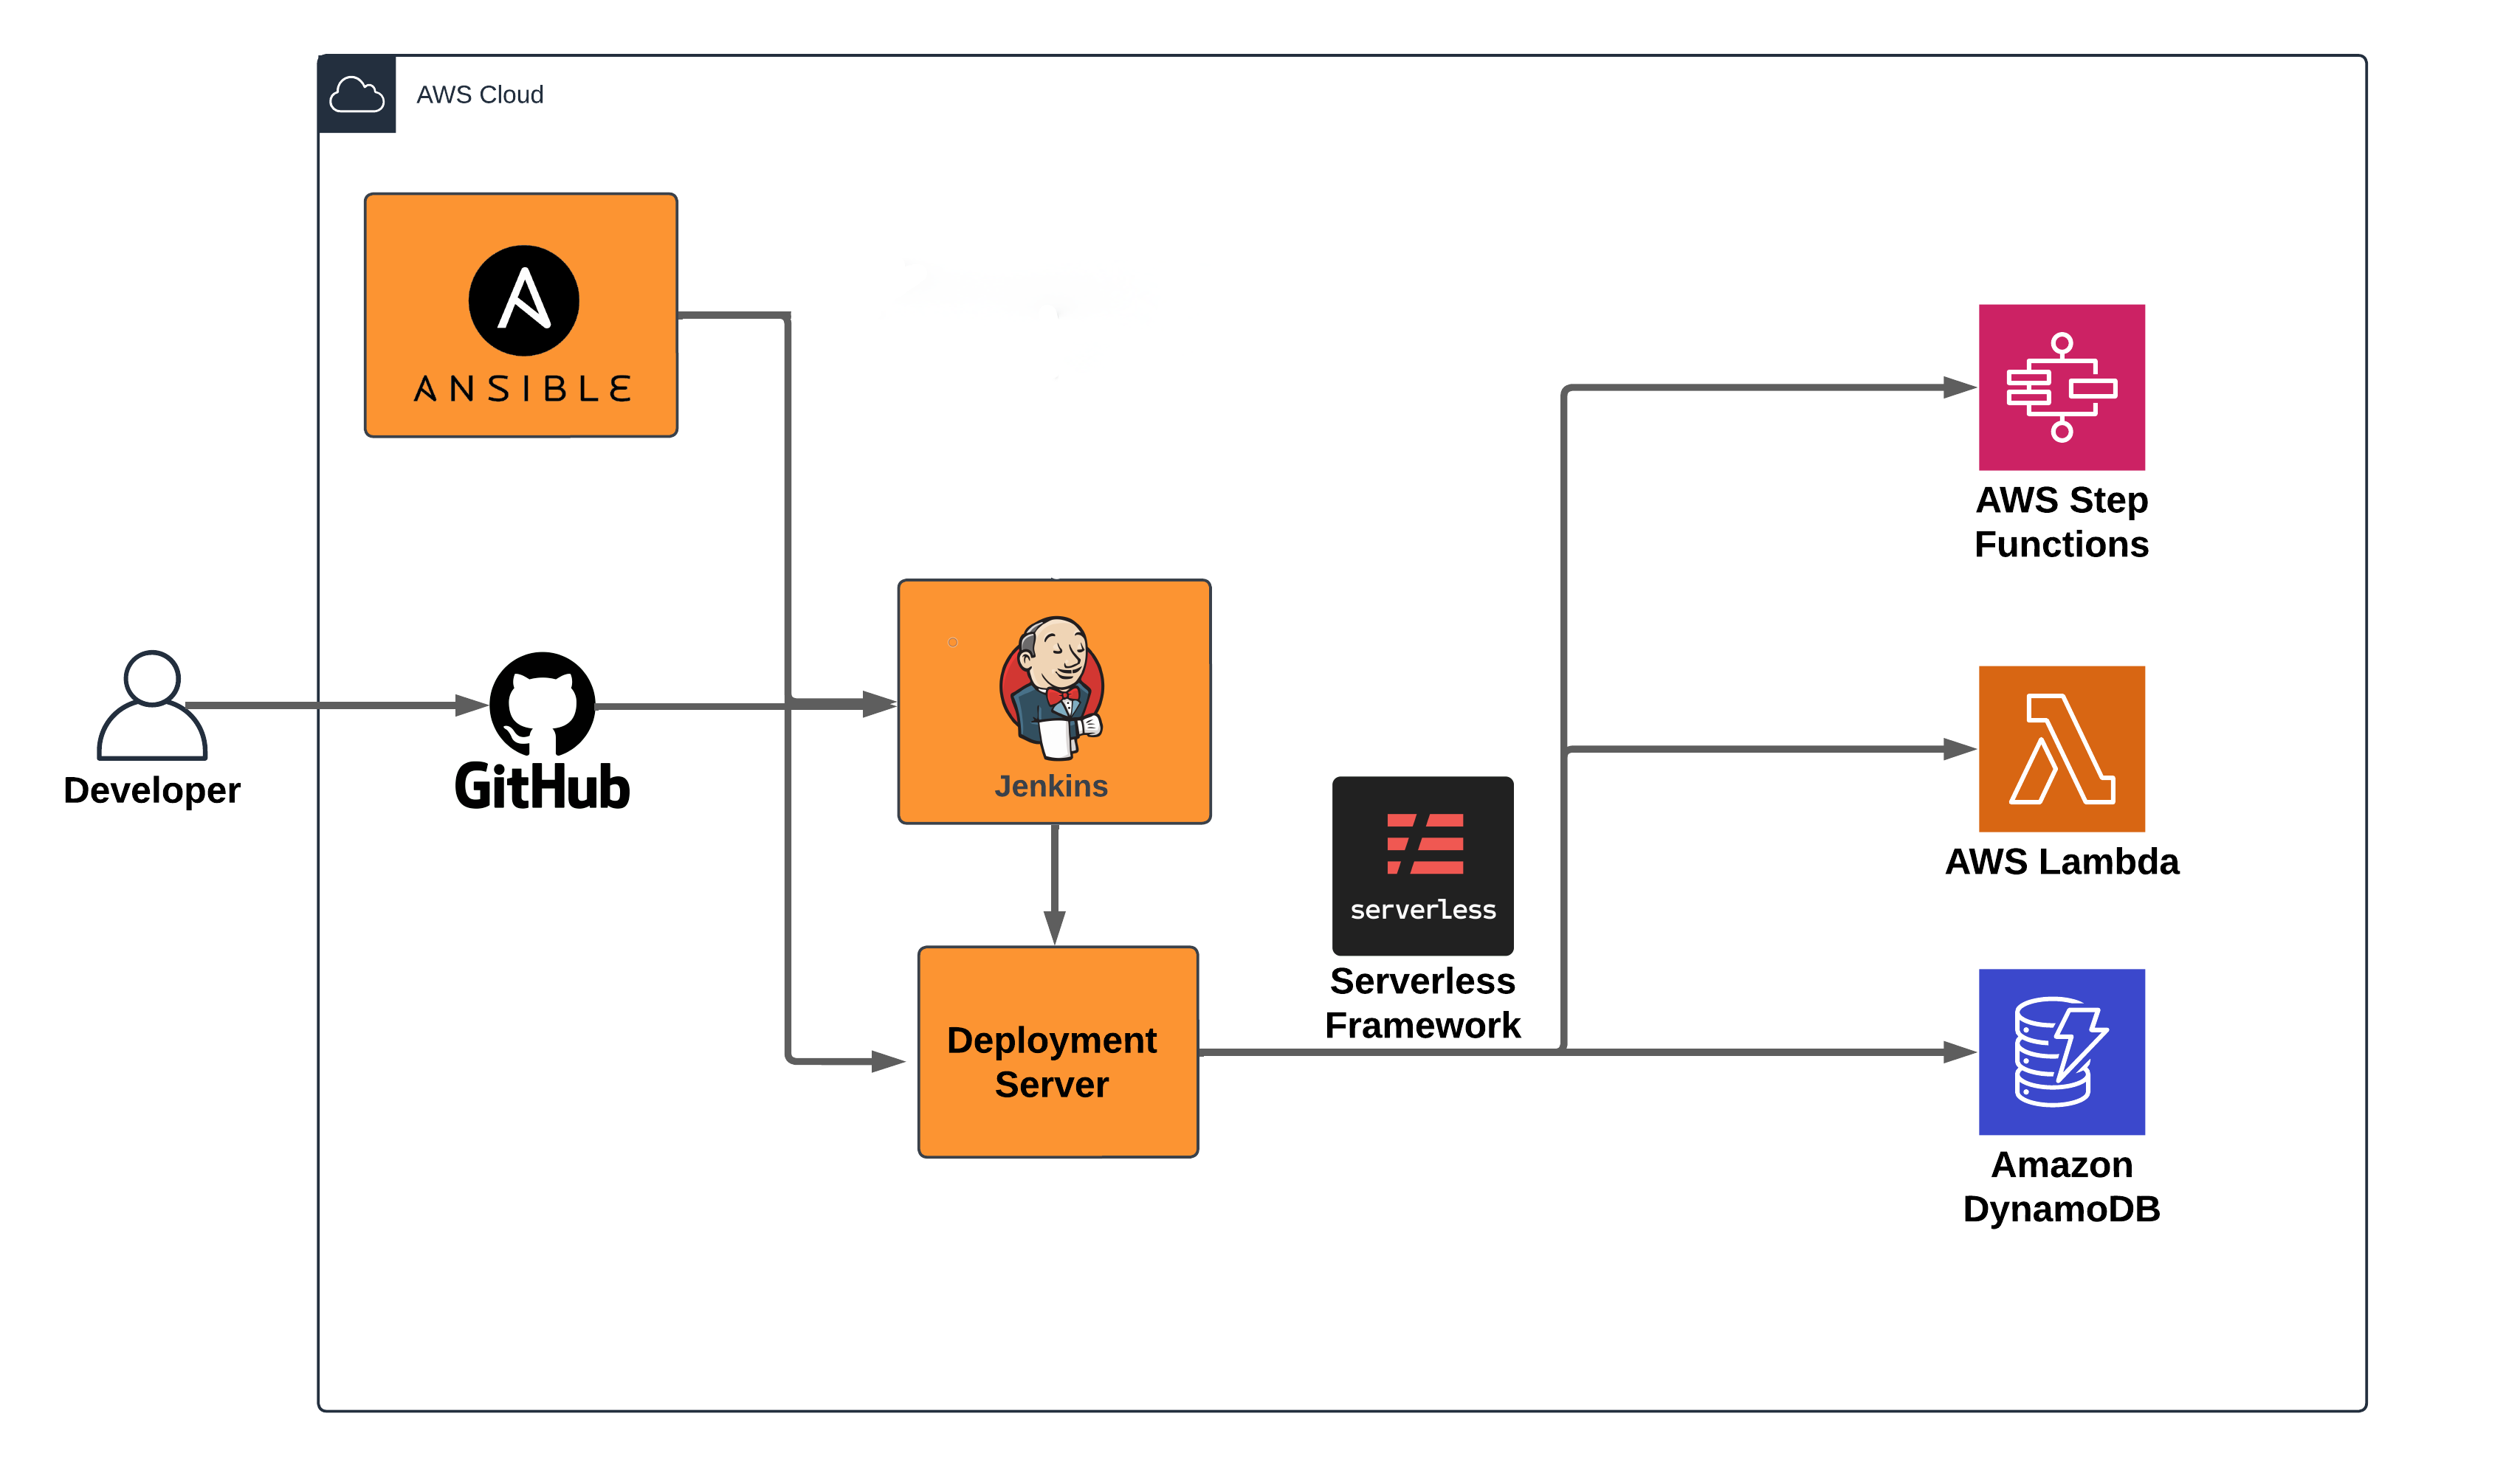 AWS Cloud
ANSIBLE
AWS Step
Functions
Developer
GitHub
Jenkins
AWS Lambda
serverless
Serverless
Framework
Deployment
Server
Amazon
DynamoDB